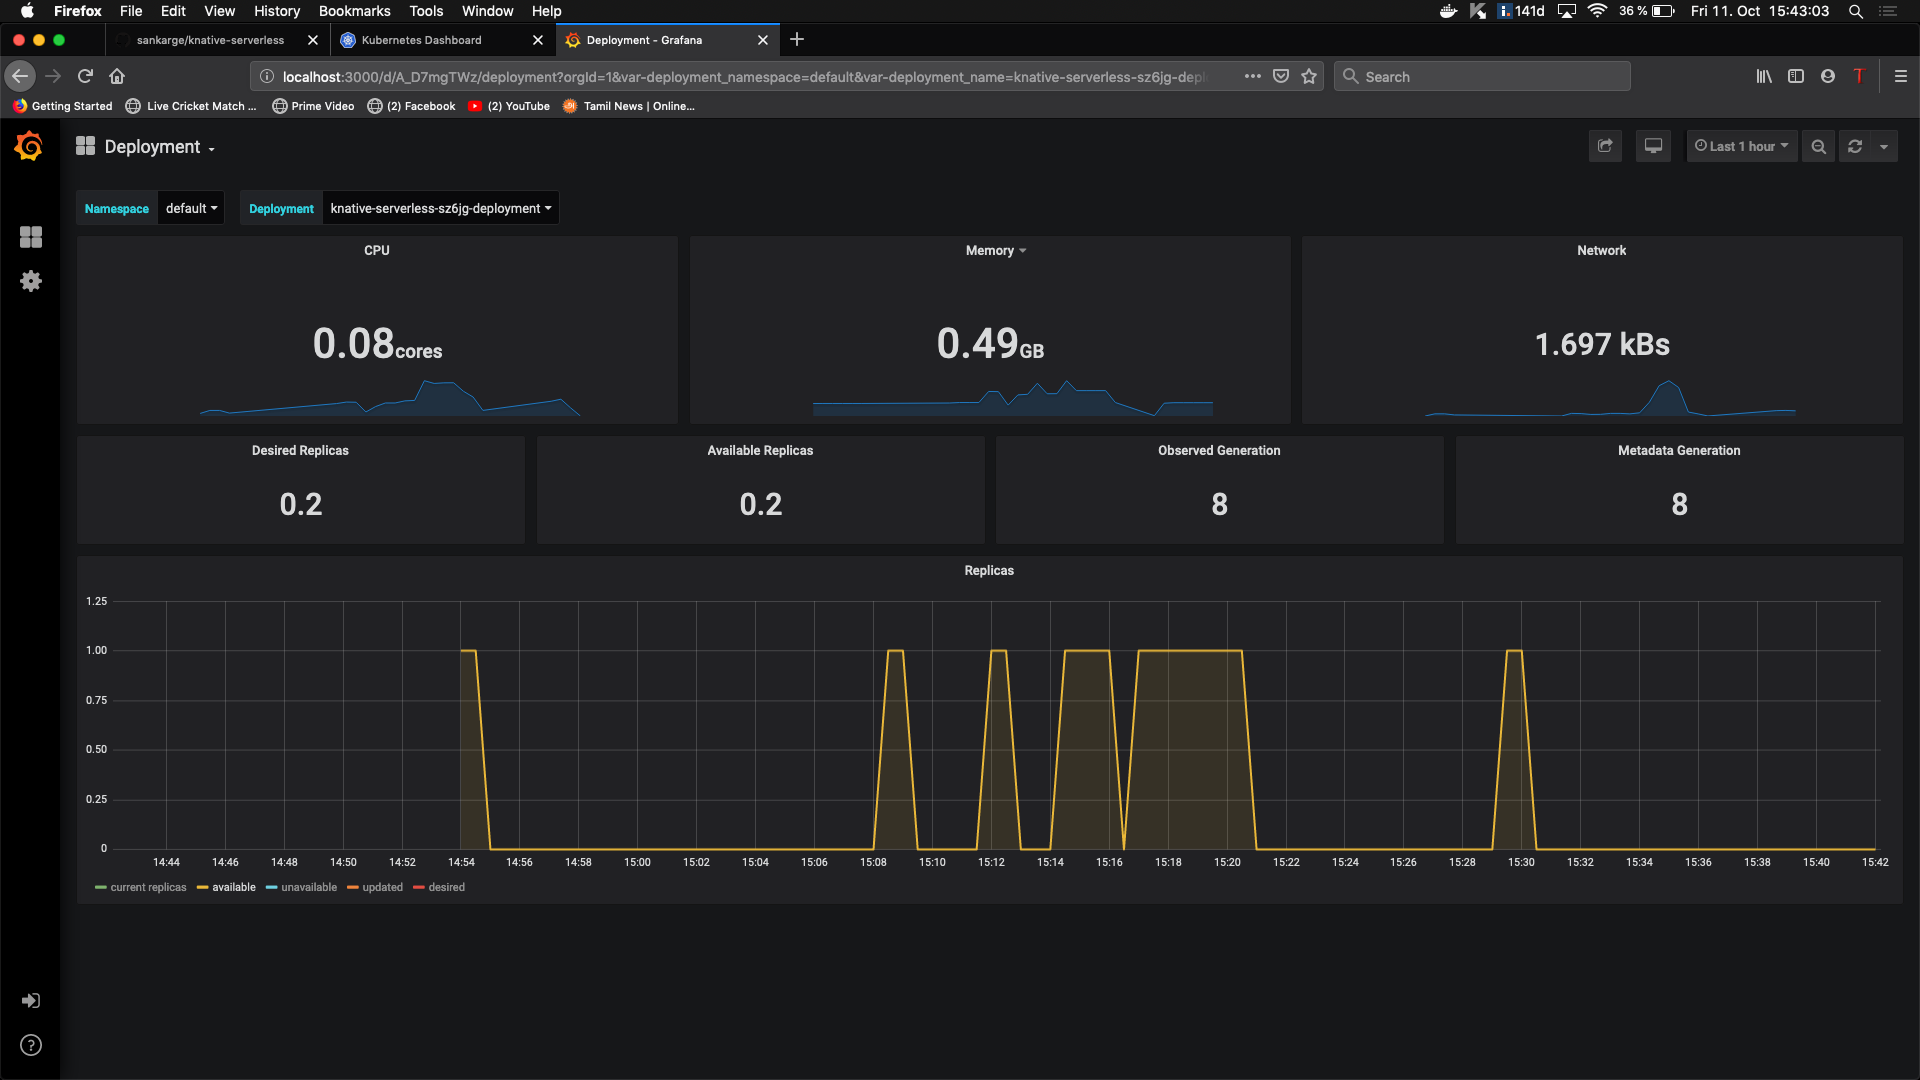 Firefox File Edit View History Bookmarks Tools Window Help
141d 36 % Fri 11. Oct 15:43:03
sankarge/knative-serverless
Kubernetes Dashboard
Deployment - Grafana
localhost:3000/d/A_D7mgTWz/deployment?orgId=1&var-deployment_namespace=default&var-deployment_name=knative-serverless-sz6jg-depl
Search
Getting Started
Live Cricket Match ...
Prime Video
(2) Facebook
(2) YouTube
Tamil News | Online...
Deployment
Last 1 hour
Namespace default
Deployment knative-serverless-sz6jg-deployment
CPU
0.08cores
Memory
0.49GB
Network
1.697 kBs
Desired Replicas
0.2
Available Replicas
0.2
Observed Generation
8
Metadata Generation
8
Replicas
1.25
1.00
0.75
0.50
0.25
0
14:44 14:46 14:48 14:50 14:52 14:54 14:56 14:58 15:00 15:02 15:04 15:06 15:08 15:10 15:12 15:14 15:16 15:18 15:20 15:22 15:24 15:26 15:28 15:30 15:32 15:34 15:36 15:38 15:40 15:42
current replicas available unavailable updated desired